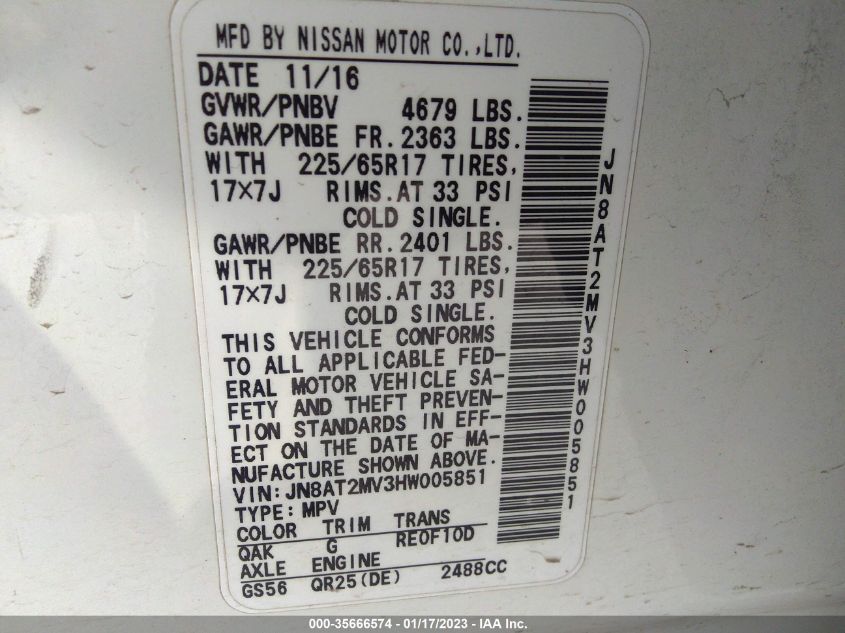 MFD BY NISSAN MOTOR CO.,LTD.
DATE 11/16
GVWR/PNBV 4679 LBS.
GAWR/PNBE FR. 2363 LBS.
WITH 225/65R17 TIRES,
17×7J RIMS. AT 33 PSI
COLD SINGLE.
GAWR/PNBE RR. 2401 LBS.
WITH 225/65R17 TIRES,
17×7J RIMS. AT 33 PSI
COLD SINGLE.
THIS VEHICLE CONFORMS
TO ALL APPLICABLE FED-
ERAL MOTOR VEHICLE SA-
FETY AND THEFT PREVEN-
TION STANDARDS IN EFF-
ECT ON THE DATE OF MA-
NUFACTURE SHOWN ABOVE.
VIN: JN8AT2MV3HW005851
TYPE: MPV
COLOR TRIM TRANS
QAK G RE0F10D
AXLE ENGINE
GS56 QR25(DE) 2488CC
JN8AT2MV3HW005851
000-35666574 — 01/17/2023 — IAA Inc.